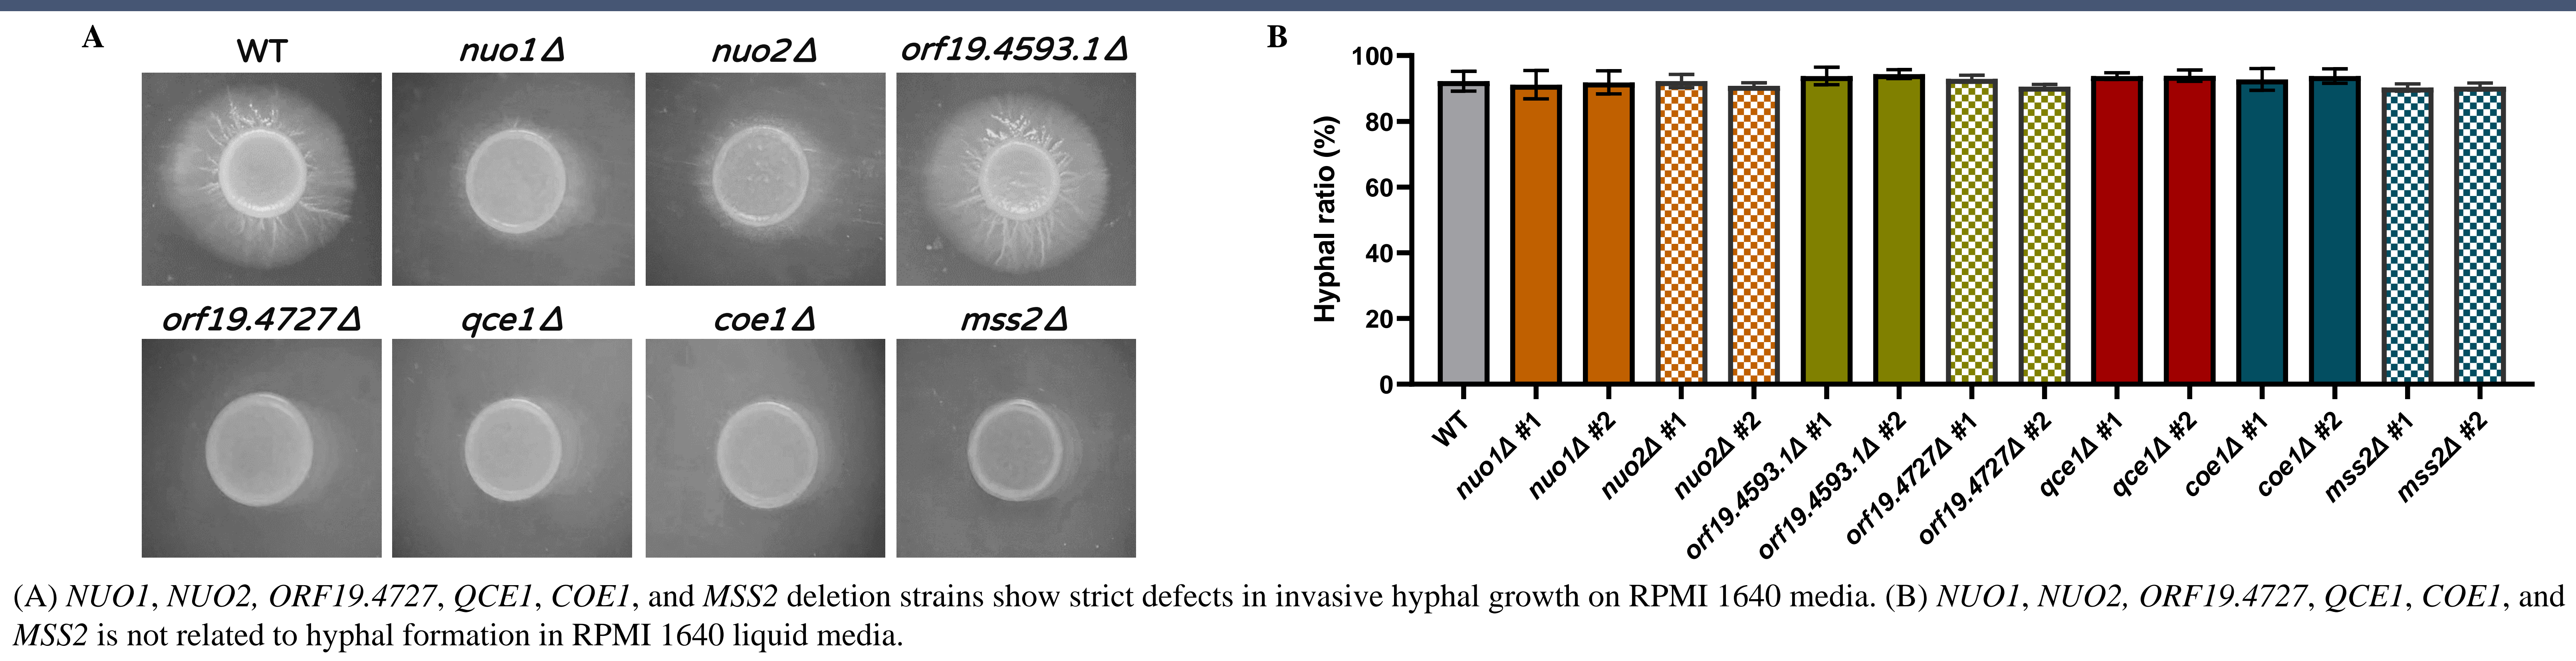 A
WT
nuo1Δ
nuo2Δ
orf19.4593.1Δ
orf19.4727Δ
qce1Δ
coe1Δ
mss2Δ
B
Hyphal ratio (%)
100
80
60
40
20
0
WT
nuo1Δ #1
nuo1Δ #2
nuo2Δ #1
nuo2Δ #2
orf19.4593.1Δ #1
orf19.4593.1Δ #2
orf19.4727Δ #1
orf19.4727Δ #2
qce1Δ #1
qce1Δ #2
coe1Δ #1
coe1Δ #2
mss2Δ #1
mss2Δ #2
(A) NUO1, NUO2, ORF19.4727, QCE1, COE1, and MSS2 deletion strains show strict defects in invasive hyphal growth on RPMI 1640 media. (B) NUO1, NUO2, ORF19.4727, QCE1, COE1, and
MSS2 is not related to hyphal formation in RPMI 1640 liquid media.